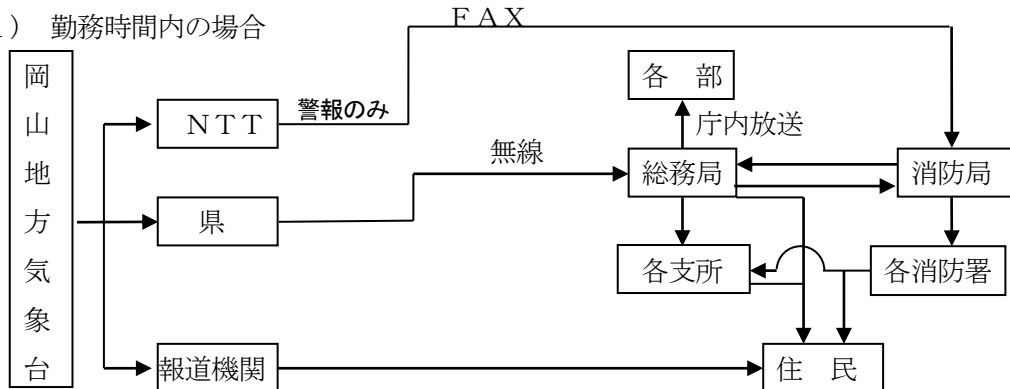 ） 勤務時間内の場合
ＦＡＸ
岡山地方気象台
各 部
ＮＴＴ
警報のみ
庁内放送
無線
総務局
消防局
県
各支所
各消防署
報道機関
住 民